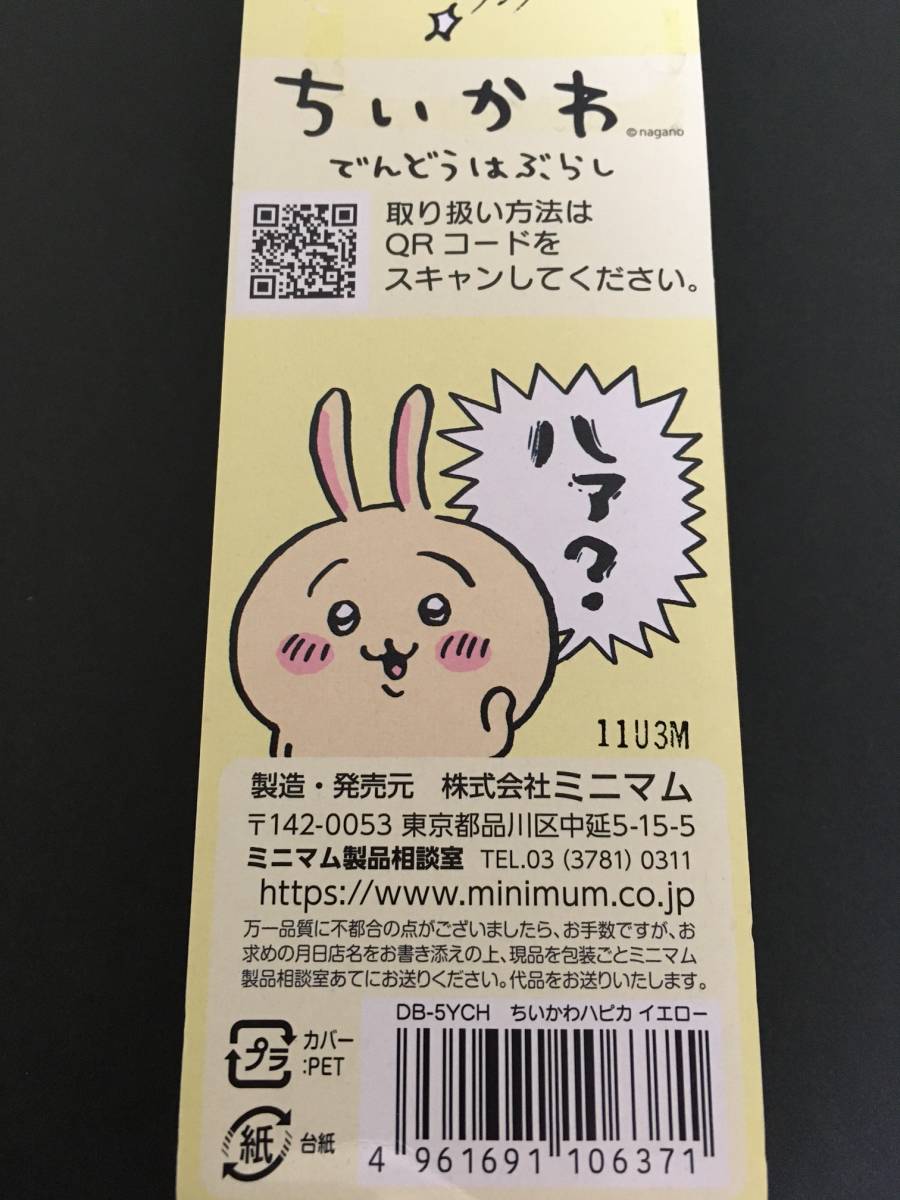 ちいかわ
©nagano
でんどうはぶらし
取り扱い方法は
QRコードを
スキャンしてください。
ハァ?
11U3M
製造・発売元 株式会社ミニマム
〒142-0053 東京都品川区中延5-15-5
ミニマム製品相談室 TEL.03 (3781) 0311
https://www.minimum.co.jp
万一品質に不都合の点がございましたら、お手数ですが、お
求めの月日店名をお書き添えの上、現品を包装ごとミニマム
製品相談室あてにお送りください。代品をお送りいたします。
DB-5YCH ちいかわハピカ イエロー
プラ
カバー
:PET
紙
台紙
4 961691 106371